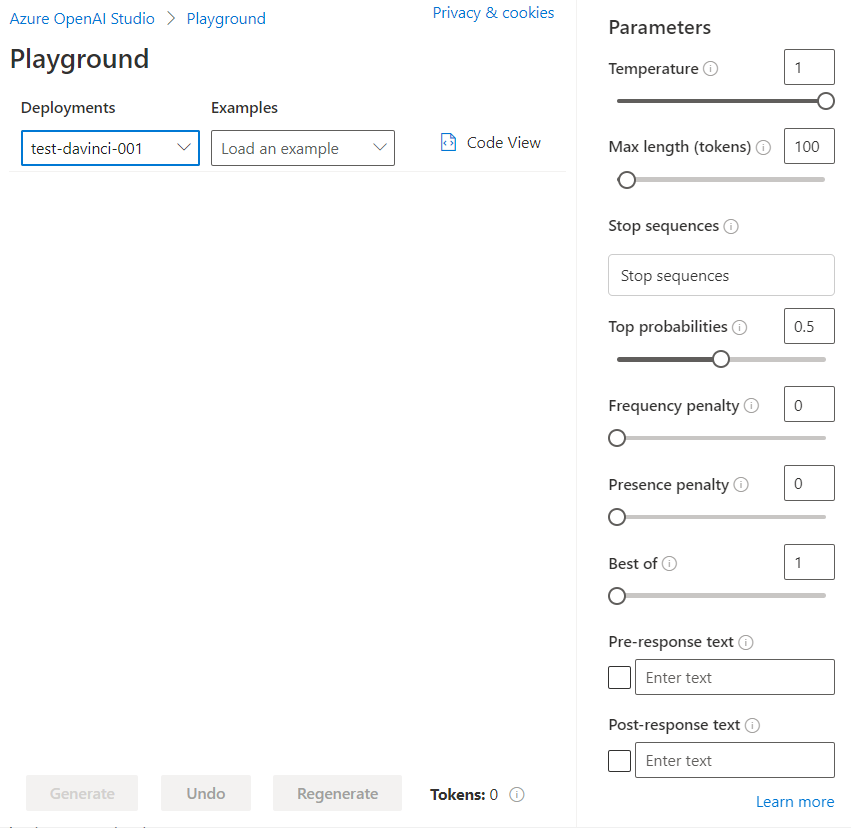 Azure OpenAI Studio > Playground
Privacy & cookies
Playground
Deployments
Examples
test-davinci-001
Load an example
Code View
Generate
Undo
Regenerate
Tokens: 0
Parameters
Temperature
1
Max length (tokens)
100
Stop sequences
Stop sequences
Top probabilities
0.5
Frequency penalty
0
Presence penalty
0
Best of
1
Pre-response text
Enter text
Post-response text
Enter text
Learn more